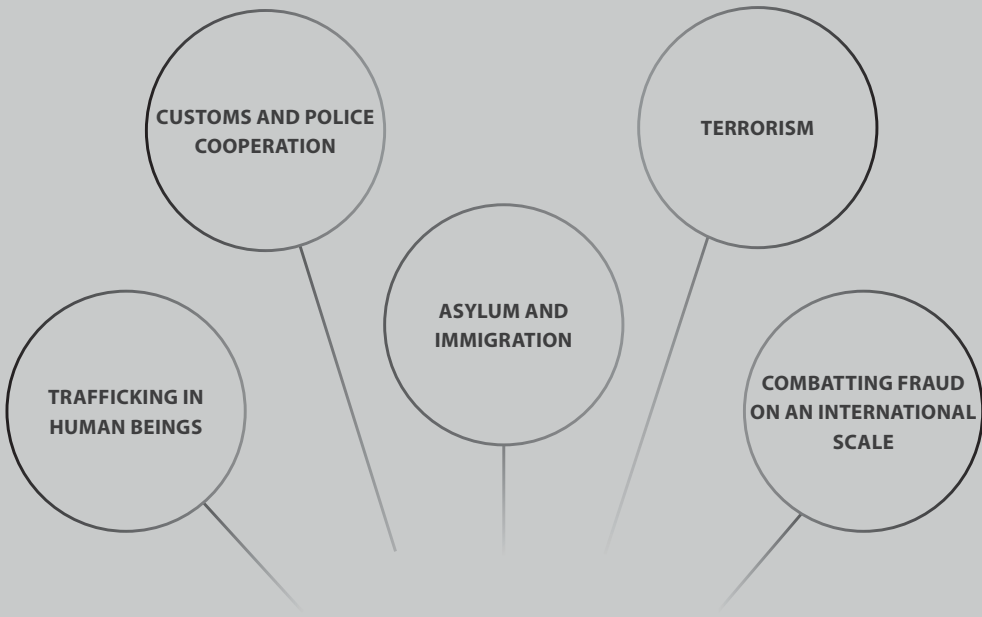 CUSTOMS AND POLICE
COOPERATION
TERRORISM
ASYLUM AND
IMMIGRATION
TRAFFICKING IN
HUMAN BEINGS
COMBATTING FRAUD
ON AN INTERNATIONAL
SCALE